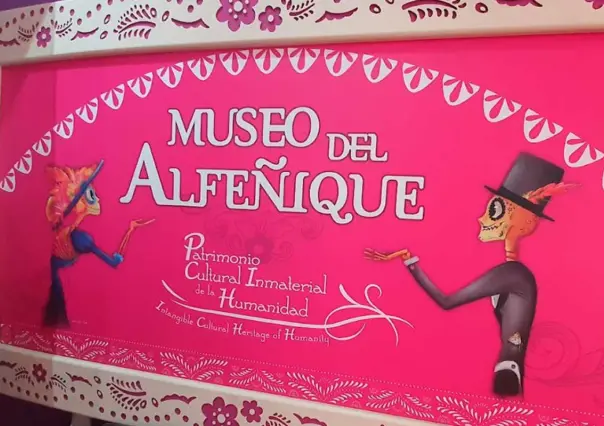 MUSEO DEL
ALFEÑIQUE
Patrimonio
Cultural Inmaterial
de la Humanidad
Intangible Cultural Heritage of Humanity